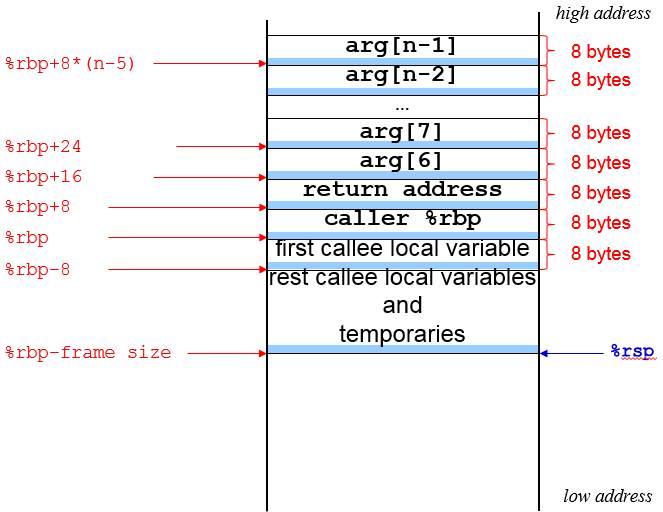 high address
arg[n-1]
8 bytes
%rbp+8*(n-5)
arg[n-2]
8 bytes
...
arg[7]
8 bytes
%rbp+24
arg[6]
8 bytes
%rbp+16
return address
8 bytes
%rbp+8
caller %rbp
8 bytes
%rbp
first callee local variable
8 bytes
%rbp-8
rest callee local variables
and
temporaries
%rbp-frame size
%rsp
low address